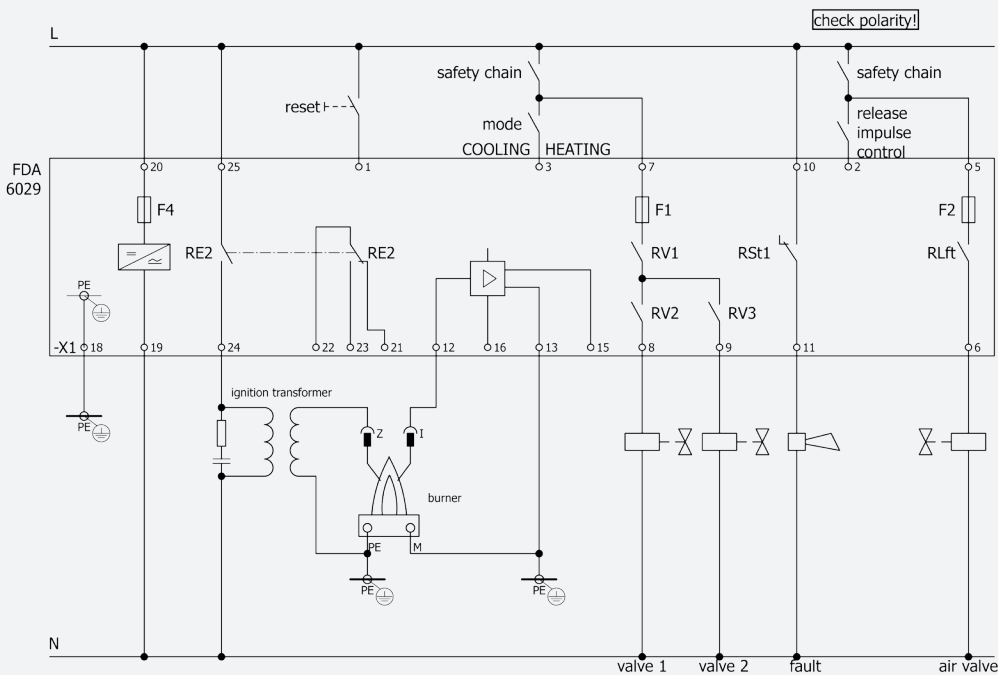 check polarity!
L
safety chain
safety chain
reset
mode
release
impulse
control
COOLING HEATING
FDA
6029
20
25
1
3
7
10
2
5
F4
F1
F2
RE2
RE2
RV1
RSt1
RLft
PE
RV2
RV3
-X1
18
19
24
22
23
21
12
16
13
15
8
9
11
6
ignition transformer
PE
Z
I
burner
PE
M
PE
PE
N
valve 1
valve 2
fault
air valve